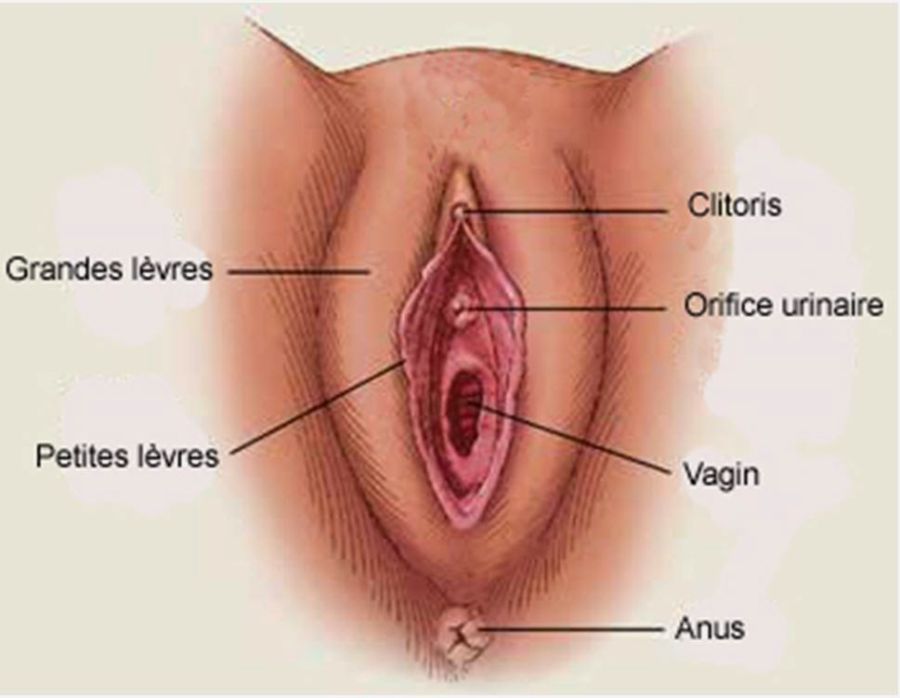 Clitoris
Grandes lèvres
Orifice urinaire
Petites lèvres
Vagin
Anus